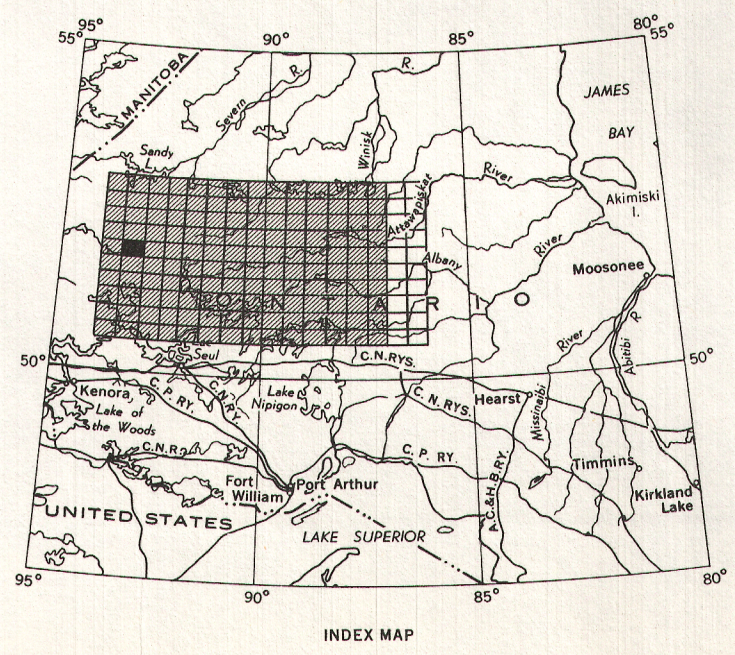 95°
55°
90°
85°
80°
55°
MANITOBA
Severn
R.
R.
Winisk
Sandy
L.
JAMES
BAY
River
Attawapiskat
Akimiski
I.
River
Albany
Moosonee
ONTARIO
R
Abitibi
River
50°
50°
Seul
C.N.RYS.
Kenora
C. P. RY.
C.N.RY.
Lake
Nipigon
C. N. RYS.
Hearst
Missinaibi
Lake of
the Woods
C.N.R.
C. P. RY.
A.C.&H.B.RY.
Timmins
Fort
William
Port Arthur
Kirkland
Lake
UNITED STATES
LAKE SUPERIOR
95°
90°
85°
80°
INDEX MAP